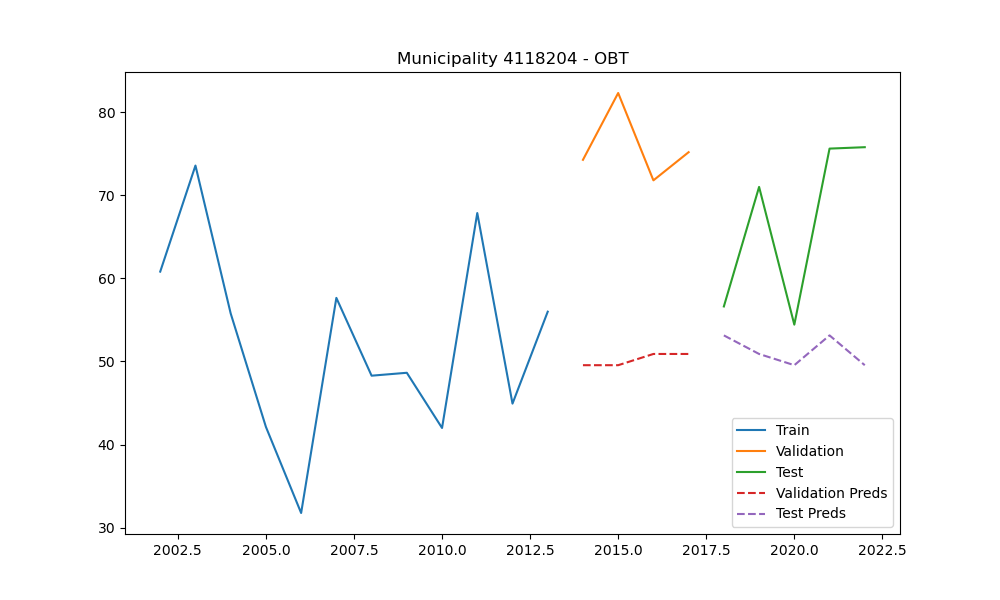 Municipality 4118204 - OBT
80
70
60
50
40
30
2002.5 2005.0 2007.5 2010.0 2012.5 2015.0 2017.5 2020.0 2022.5
Train
Validation
Test
Validation Preds
Test Preds